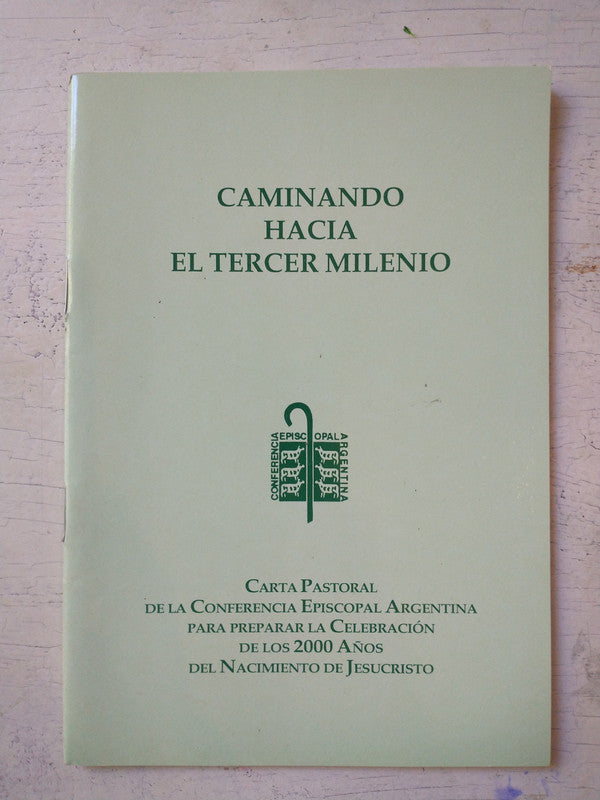 CAMINANDO
HACIA
EL TERCER MILENIO
CONFERENCIA
EPISCOPAL
ARGENTINA
CARTA PASTORAL
DE LA CONFERENCIA EPISCOPAL ARGENTINA
PARA PREPARAR LA CELEBRACIÓN
DE LOS 2000 AÑOS
DEL NACIMIENTO DE JESUCRISTO